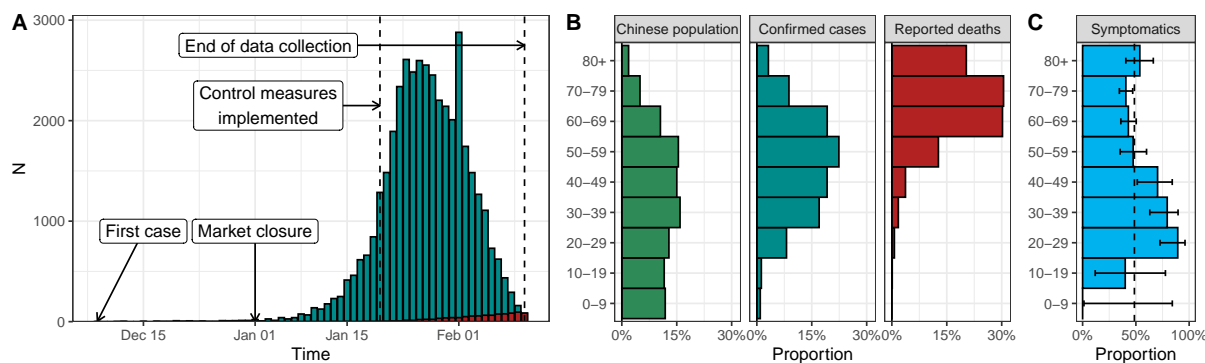 A
3000
2000
1000
0
N
End of data collection
Control measures
implemented
First case
Market closure
Dec 15
Jan 01
Jan 15
Feb 01
Time
B
Chinese population
Confirmed cases
Reported deaths
80+
70−79
60−69
50−59
40−49
30−39
20−29
10−19
0−9
0%
15%
30%
0%
15%
30%
0%
15%
30%
Proportion
C
Symptomatics
80+
70−79
60−69
50−59
40−49
30−39
20−29
10−19
0−9
0%
50%
100%
Proportion